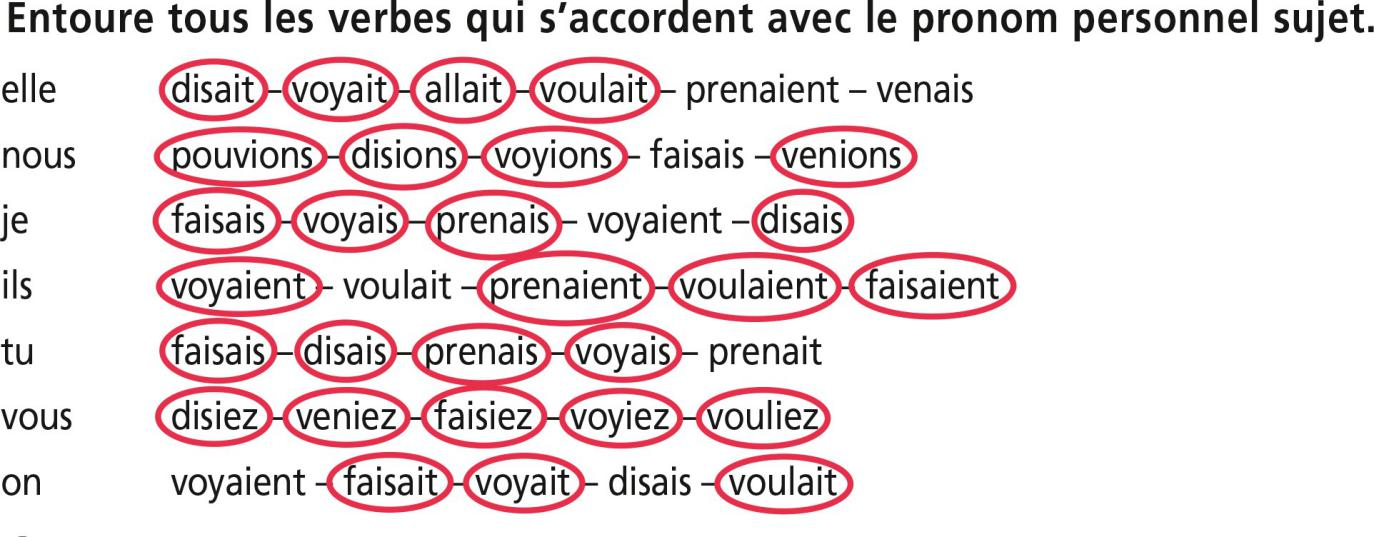 Entoure tous les verbes qui s’accordent avec le pronom personnel sujet.
elle disait – voyait – allait – voulait – prenaient – venais
nous pouvions – disions – voyions – faisais – venions
je faisais – voyais – prenais – voyaient – disais
ils voyaient – voulait – prenaient – voulaient – faisaient
tu faisais – disais – prenais – voyais – prenait
vous disiez – veniez – faisiez – voyiez – vouliez
on voyaient – faisait – voyait – disais – voulait